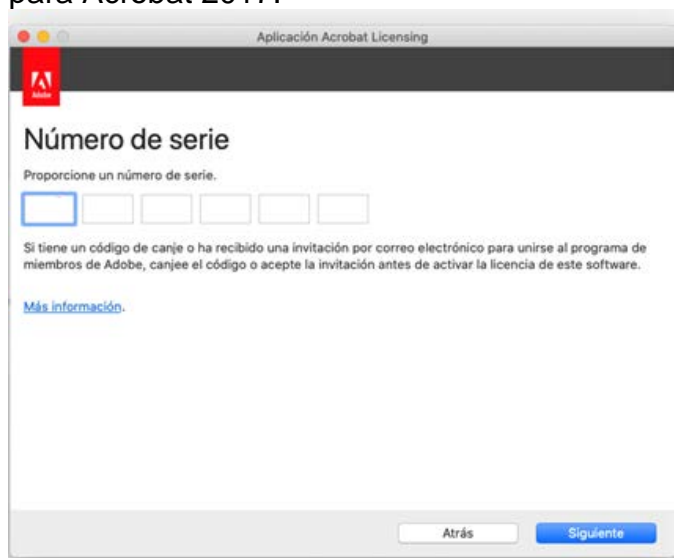 para Acrobat 2017.
Aplicación Acrobat Licensing
Adobe
Número de serie
Proporcione un número de serie.
Si tiene un código de canje o ha recibido una invitación por correo electrónico para unirse al programa de
miembros de Adobe, canjee el código o acepte la invitación antes de activar la licencia de este software.
Más información.
Atrás
Siguiente